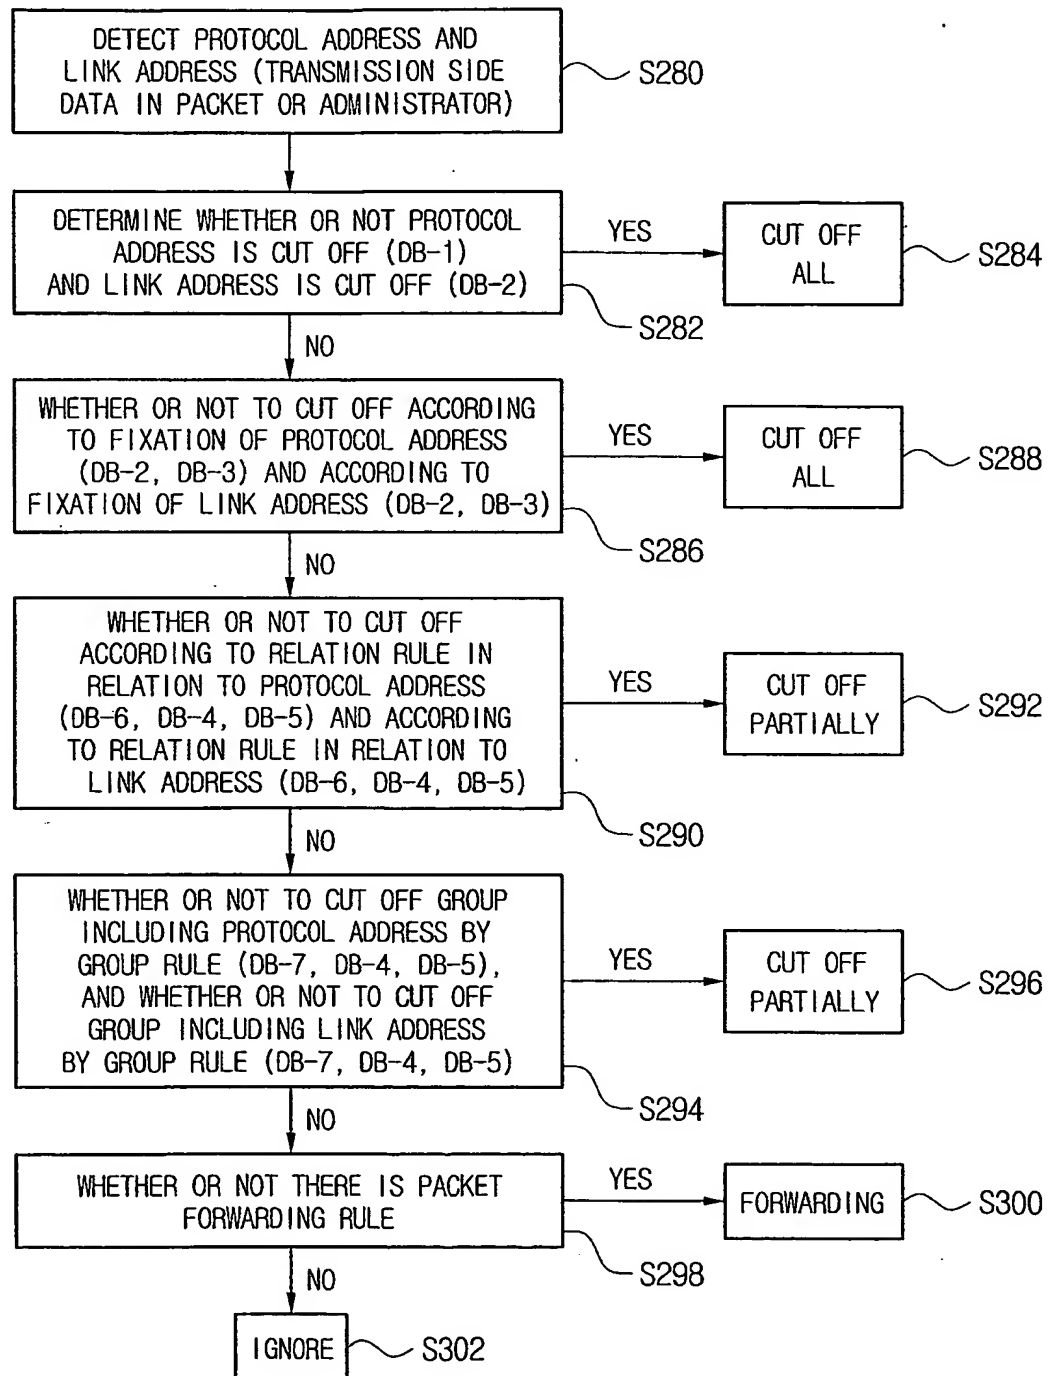 DETECT PROTOCOL ADDRESS AND
LINK ADDRESS (TRANSMISSION SIDE
DATA IN PACKET OR ADMINISTRATOR)
S280
DETERMINE WHETHER OR NOT PROTOCOL
ADDRESS IS CUT OFF (DB-1)
AND LINK ADDRESS IS CUT OFF (DB-2)
S282
YES
CUT OFF
ALL
S284
NO
WHETHER OR NOT TO CUT OFF ACCORDING
TO FIXATION OF PROTOCOL ADDRESS
(DB-2, DB-3) AND ACCORDING TO
FIXATION OF LINK ADDRESS (DB-2, DB-3)
S286
YES
CUT OFF
ALL
S288
NO
WHETHER OR NOT TO CUT OFF
ACCORDING TO RELATION RULE IN
RELATION TO PROTOCOL ADDRESS
(DB-6, DB-4, DB-5) AND ACCORDING
TO RELATION RULE IN RELATION TO
LINK ADDRESS (DB-6, DB-4, DB-5)
S290
YES
CUT OFF
PARTIALLY
S292
NO
WHETHER OR NOT TO CUT OFF GROUP
INCLUDING PROTOCOL ADDRESS BY
GROUP RULE (DB-7, DB-4, DB-5),
AND WHETHER OR NOT TO CUT OFF
GROUP INCLUDING LINK ADDRESS
BY GROUP RULE (DB-7, DB-4, DB-5)
S294
YES
CUT OFF
PARTIALLY
S296
NO
WHETHER OR NOT THERE IS PACKET
FORWARDING RULE
S298
YES
FORWARDING
S300
NO
IGNORE
S302